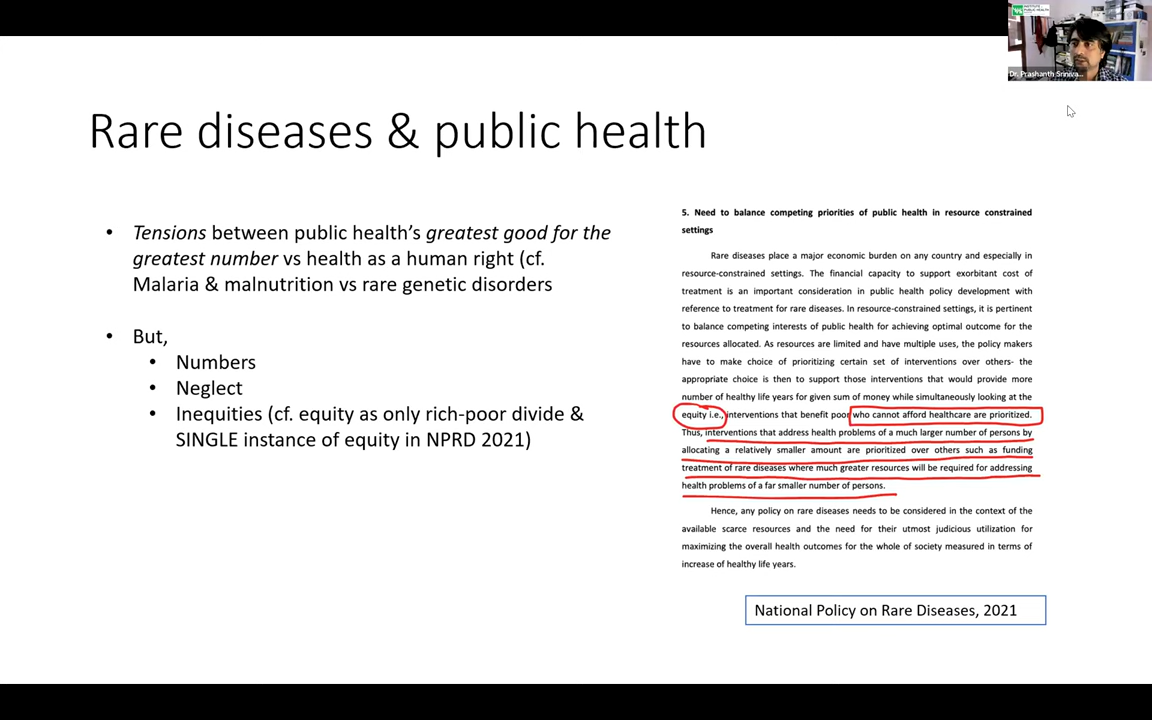 INSTITUTE OF
PUBLIC HEALTH
Dr. Prashanth Sriniva...
Rare diseases & public health
• Tensions between public health's greatest good for the
greatest number vs health as a human right (cf.
Malaria & malnutrition vs rare genetic disorders
• But,
• Numbers
• Neglect
• Inequities (cf. equity as only rich-poor divide &
SINGLE instance of equity in NPRD 2021)
5. Need to balance competing priorities of public health in resource constrained
settings
Rare diseases place a major economic burden on any country and especially in
resource-constrained settings. The financial capacity to support exorbitant cost of
treatment is an important consideration in public health policy development with
reference to treatment for rare diseases. In resource-constrained settings, it is pertinent
to balance competing interests of public health for achieving optimal outcome for the
resources allocated. As resources are limited and have multiple uses, the policy makers
have to make choice of prioritizing certain set of interventions over others- the
appropriate choice is then to support those interventions that would provide more
number of healthy life years for given sum of money while simultaneously looking at the
equity i.e., interventions that benefit poor who cannot afford healthcare are prioritized.
Thus, interventions that address health problems of a much larger number of persons by
allocating a relatively smaller amount are prioritized over others such as funding
treatment of rare diseases where much greater resources will be required for addressing
health problems of a far smaller number of persons.
Hence, any policy on rare diseases needs to be considered in the context of the
available scarce resources and the need for their utmost judicious utilization for
maximizing the overall health outcomes for the whole of society measured in terms of
increase of healthy life years.
National Policy on Rare Diseases, 2021